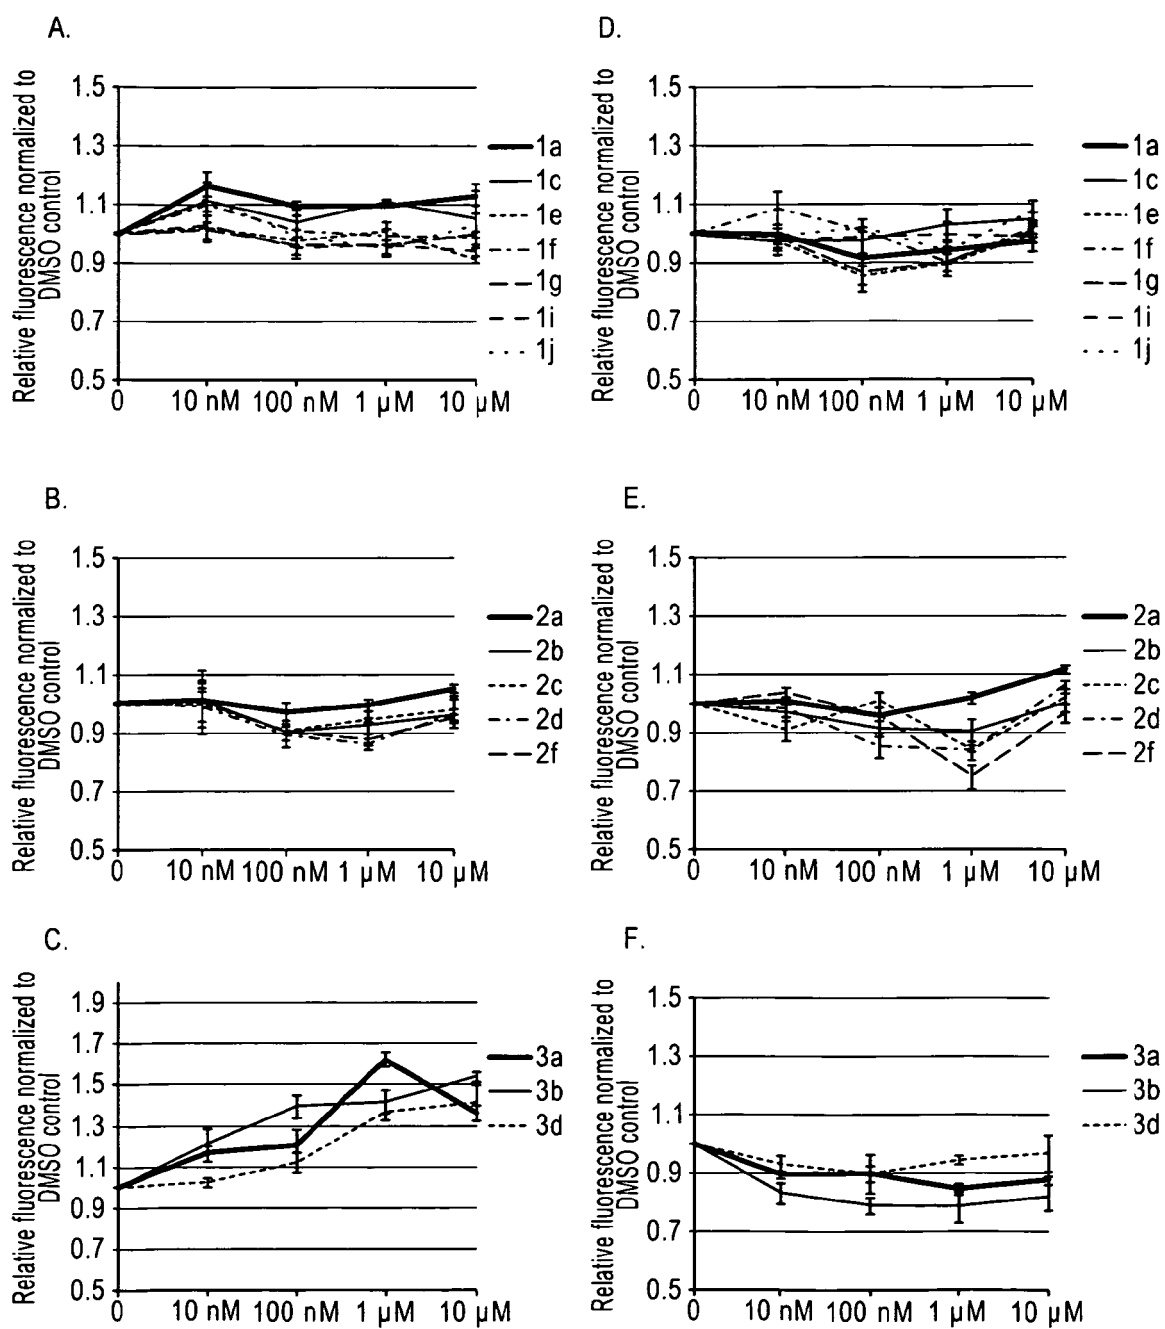 A.
Relative fluorescence normalized to
DMSO control
1.5
1.3
1.1
0.9
0.7
0.5
0 10 nM 100 nM 1 µM 10 µM
1a
1c
1e
1f
1g
1i
1j
D.
Relative fluorescence normalized to
DMSO control
1.5
1.3
1.1
0.9
0.7
0.5
0 10 nM 100 nM 1 µM 10 µM
1a
1c
1e
1f
1g
1i
1j
B.
Relative fluorescence normalized to
DMSO control
1.5
1.3
1.1
0.9
0.7
0.5
0 10 nM 100 nM 1 µM 10 µM
2a
2b
2c
2d
2f
E.
Relative fluorescence normalized to
DMSO control
1.5
1.3
1.1
0.9
0.7
0.5
0 10 nM 100 nM 1 µM 10 µM
2a
2b
2c
2d
2f
C.
Relative fluorescence normalized to
DMSO control
1.9
1.7
1.5
1.3
1.1
0.9
0.7
0.5
0 10 nM 100 nM 1 µM 10 µM
3a
3b
3d
F.
Relative fluorescence normalized to
DMSO control
1.5
1.3
1.1
0.9
0.7
0.5
0 10 nM 100 nM 1 µM 10 µM
3a
3b
3d